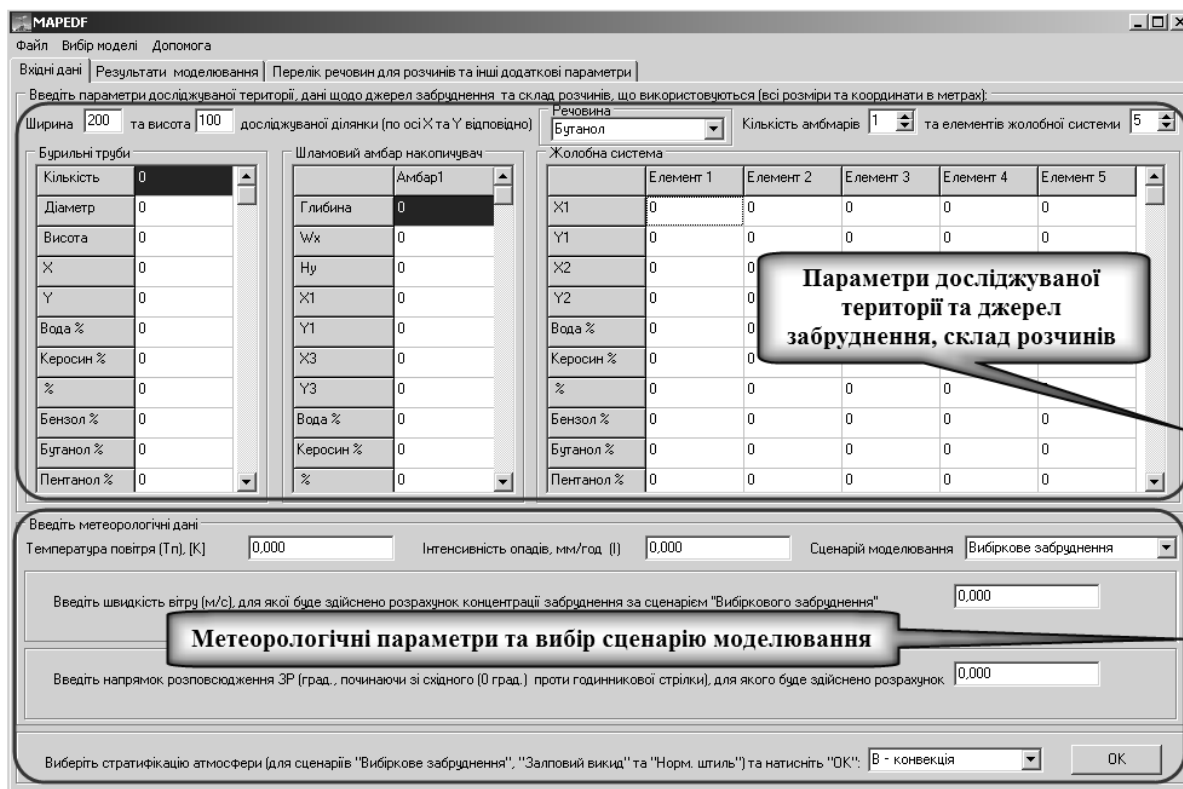 MAPEDF
Файл Вибір моделі Допомога
Вхідні дані Результати моделювання Перелік речовин для розчинів та інші додаткові параметри
Введіть параметри досліджуваної території, дані щодо джерел забруднення та склад розчинів, що використовуються (всі розміри та координати в метрах):
Ширина 200 та висота 100 досліджуваної ділянки (по осі X та Y відповідно) Речовина Бутанол Кількість амбмарів 1 та елементів жолобної системи 5
Бурильні труби
Кількість 0
Діаметр 0
Висота 0
X 0
Y 0
Вода % 0
Керосин % 0
% 0
Бензол % 0
Бутанол % 0
Пентанол % 0
Шламовий амбар накопичувач
Амбар1
Глибина 0
Wx 0
Hy 0
X1 0
Y1 0
X3 0
Y3 0
Вода % 0
Керосин % 0
% 0
Жолобна система
Елемент 1 Елемент 2 Елемент 3 Елемент 4 Елемент 5
X1 0 0 0 0 0
Y1 0 0 0 0 0
X2 0 0
Y2 0 0
Вода % 0 0
Керосин % 0 0
% 0 0 0 0
Бензол % 0 0 0 0 0
Бутанол % 0 0 0 0 0
Пентанол % 0 0 0 0 0
Параметри досліджуваної
території та джерел
забруднення, склад розчинів
Введіть метеорологічні дані
Температура повітря (Тп), [K] 0,000 Інтенсивність опадів, мм/год (I) 0,000 Сценарій моделювання Вибіркове забруднення
Введіть швидкість вітру (м/с), для якої буде здійснено розрахунок концентрації забруднення за сценарієм "Вибіркового забруднення" 0,000
Метеорологічні параметри та вибір сценарію моделювання
Введіть напрямок розповсюдження ЗР (град., починаючи зі східного (0 град.) проти годинникової стрілки), для якого буде здійснено розрахунок 0,000
Виберіть стратифікацію атмосфери (для сценаріїв "Вибіркове забруднення", "Залповий викид" та "Норм. штиль") та натисніть "ОК": В - конвекція ОК